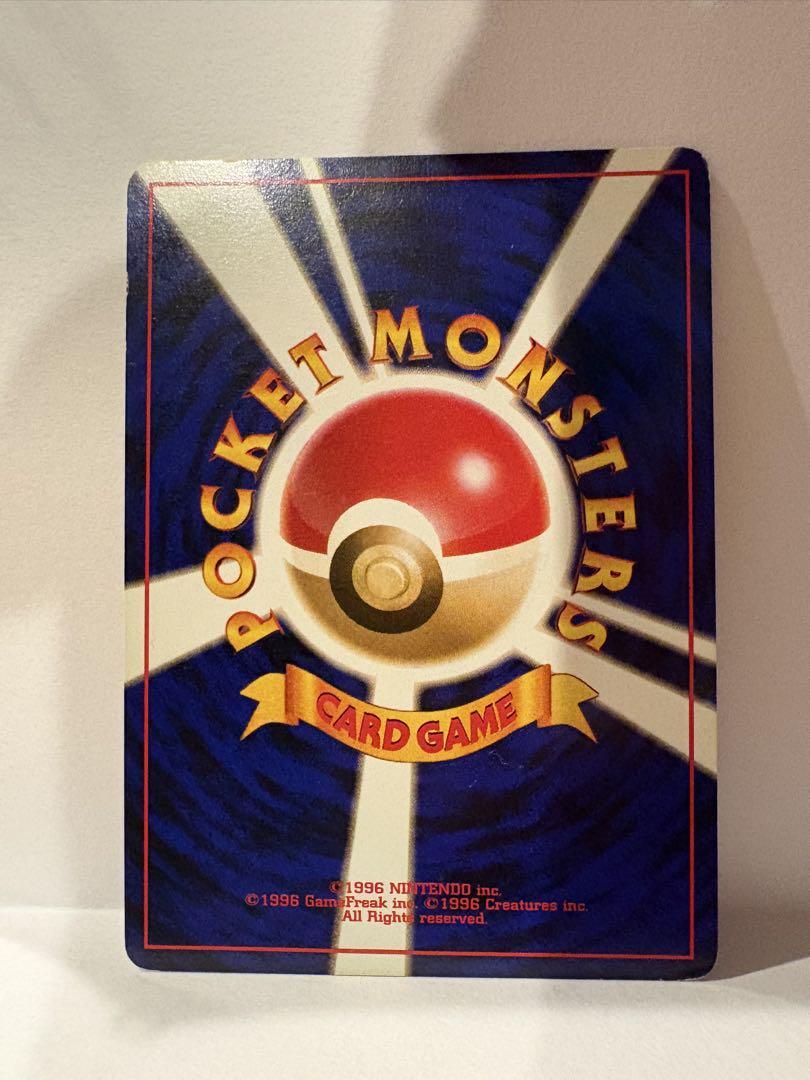 POCKET MONSTERS
CARD GAME
©1996 NINTENDO inc.
©1996 GameFreak inc. ©1996 Creatures inc.
All Rights reserved.